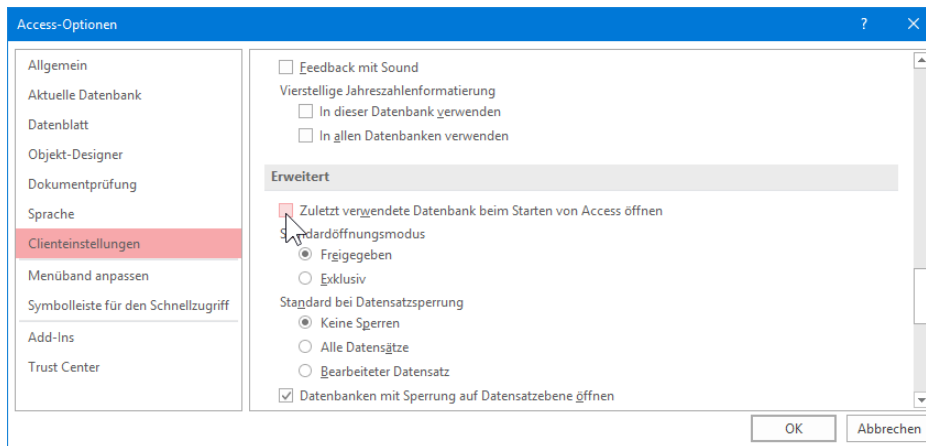 Access-Optionen
?
Allgemein
Aktuelle Datenbank
Datenblatt
Objekt-Designer
Dokumentprüfung
Sprache
Clienteinstellungen
Menüband anpassen
Symbolleiste für den Schnellzugriff
Add-Ins
Trust Center
Feedback mit Sound
Vierstellige Jahreszahlenformatierung
In dieser Datenbank verwenden
In allen Datenbanken verwenden
Erweitert
Zuletzt verwendete Datenbank beim Starten von Access öffnen
Standardöffnungsmodus
Freigegeben
Exklusiv
Standard bei Datensatzsperrung
Keine Sperren
Alle Datensätze
Bearbeiteter Datensatz
Datenbanken mit Sperrung auf Datensatzebene öffnen
OK
Abbrechen